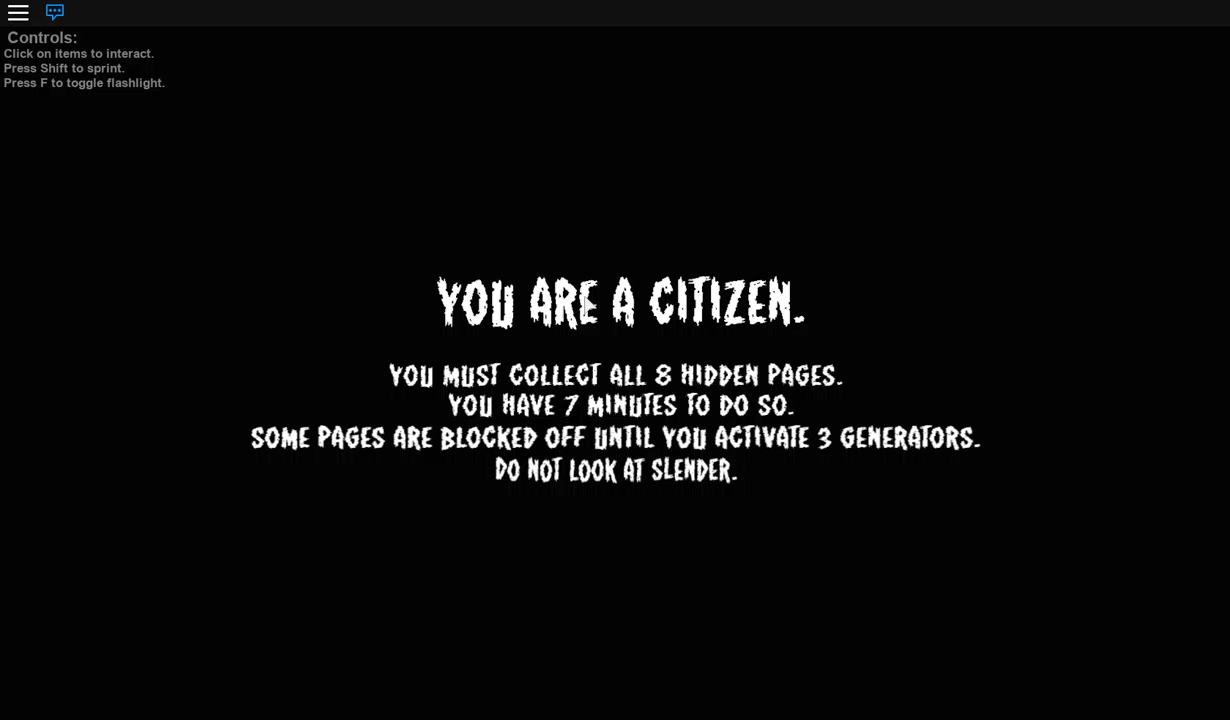 Controls:
Click on items to interact.
Press Shift to sprint.
Press F to toggle flashlight.
YOU ARE A CITIZEN.
YOU MUST COLLECT ALL 8 HIDDEN PAGES.
YOU HAVE 7 MINUTES TO DO SO.
SOME PAGES ARE BLOCKED OFF UNTIL YOU ACTIVATE 3 GENERATORS.
DO NOT LOOK AT SLENDER.